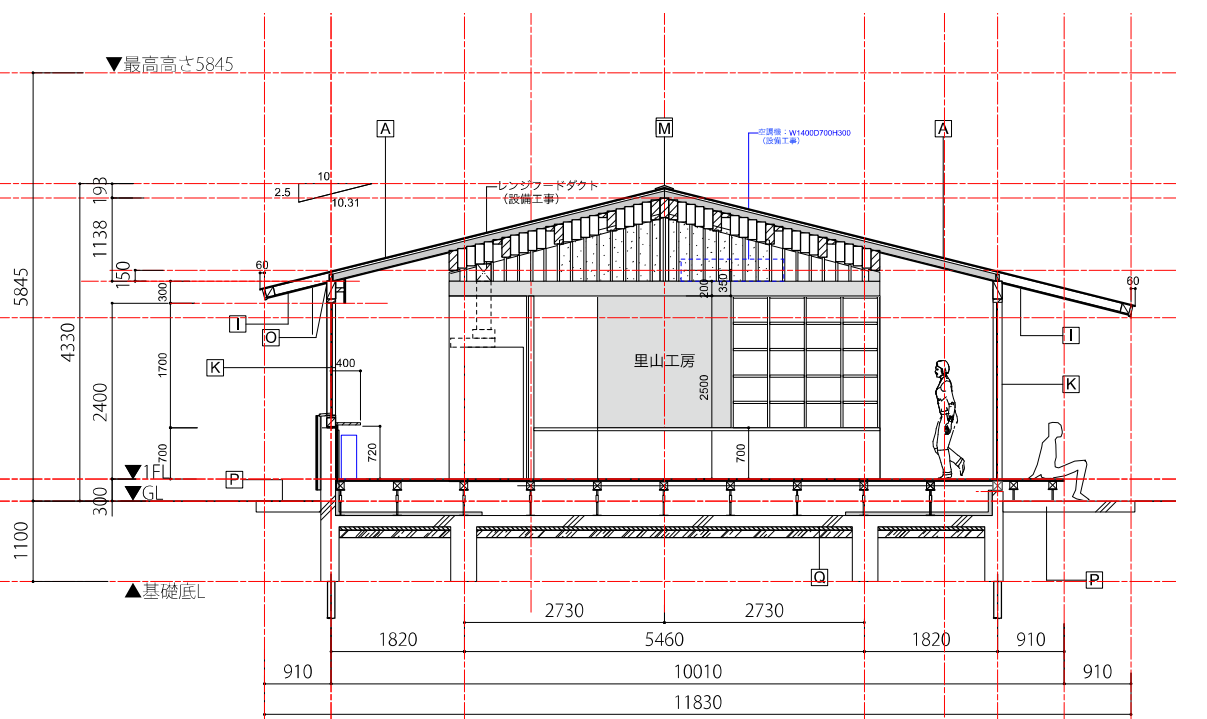 ▼最高高さ5845
A
M
A
空調機：W1400D700H300
（設備工事）
10
2.5
10.31
レンジフードダクト
（設備工事）
193
1138
150
5845
4330
300
60
60
200
350
I
O
I
K
400
里山工房
K
1700
2400
2500
700
720
700
▼1FL
P
▼GL
300
1100
Q
P
▲基礎底L
2730
2730
1820
5460
1820
910
910
10010
910
11830